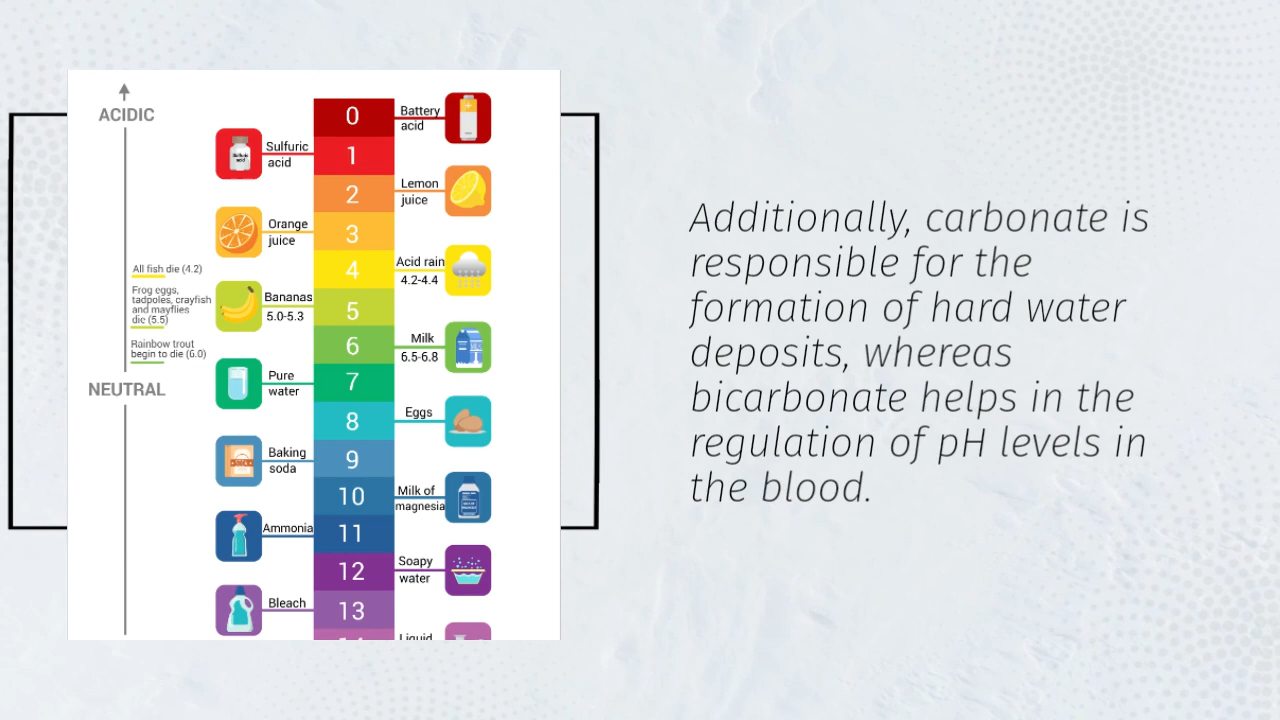 ACIDIC
All fish die (4.2)
Frog eggs,
tadpoles, crayfish
and mayflies
die (5.5)
Rainbow trout
begin to die (6.0)
NEUTRAL
Sulfuric
acid
Sulfuric
acid
Orange
juice
Bananas
5.0-5.3
Pure
water
Baking
soda
Ammonia
Bleach
0
1
2
3
4
5
6
7
8
9
10
11
12
13
Battery
acid
Lemon
juice
Acid rain
4.2-4.4
Milk
6.5-6.8
Eggs
Milk of
magnesia
Soapy
water
Liquid
Additionally, carbonate is
responsible for the
formation of hard water
deposits, whereas
bicarbonate helps in the
regulation of pH levels in
the blood.